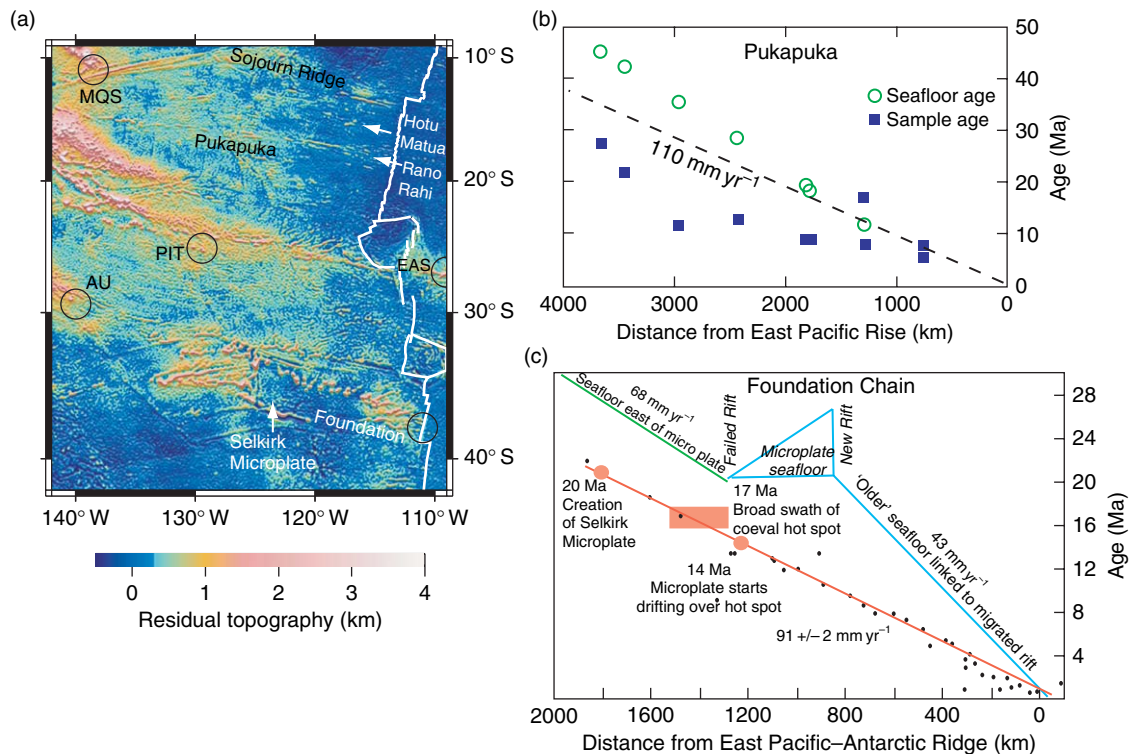 (a)
10° S
20° S
30° S
40° S
140° W
130° W
120° W
110° W
MQS
Sojourn Ridge
Hotu
Matua
Pukapuka
Rano
Rahi
PIT
EAS
AU
Foundation
Selkirk
Microplate
0
1
2
3
4
Residual topography (km)
(b)
Pukapuka
Seafloor age
Sample age
110 mm yr⁻¹
50
40
30
20
10
0
Age (Ma)
4000
3000
2000
1000
0
Distance from East Pacific Rise (km)
(c)
Foundation Chain
68 mm yr⁻¹
Seafloor east of micro plate
Failed Rift
Microplate
seafloor
New Rift
20 Ma
Creation
of Selkirk
Microplate
17 Ma
Broad swath of
coeval hot spot
14 Ma
Microplate starts
drifting over hot spot
43 mm yr⁻¹
'Older' seafloor linked to migrated rift
91 +/– 2 mm yr⁻¹
28
24
20
16
12
8
4
Age (Ma)
2000
1600
1200
800
400
0
Distance from East Pacific–Antarctic Ridge (km)